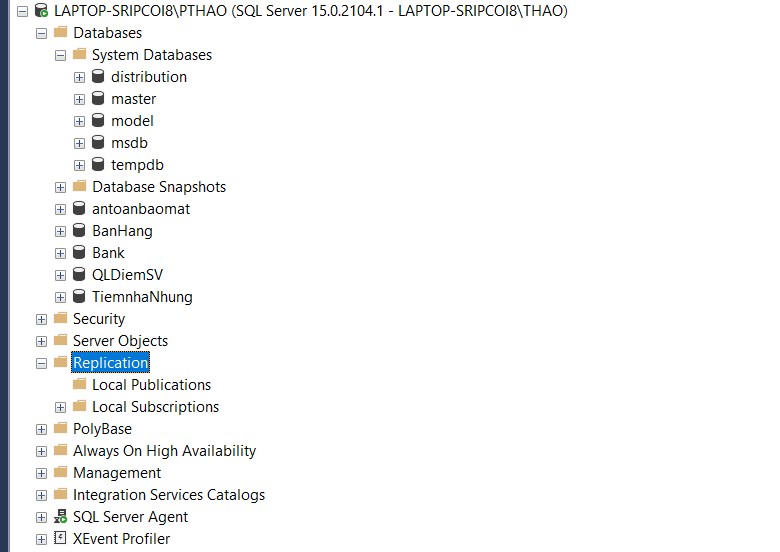 LAPTOP-SRIPCOI8\PTHAO (SQL Server 15.0.2104.1 - LAPTOP-SRIPCOI8\THAO)
Databases
System Databases
distribution
master
model
msdb
tempdb
Database Snapshots
antoanbaomat
BanHang
Bank
QLDiemSV
TiemnhaNhung
Security
Server Objects
Replication
Local Publications
Local Subscriptions
PolyBase
Always On High Availability
Management
Integration Services Catalogs
SQL Server Agent
XEvent Profiler